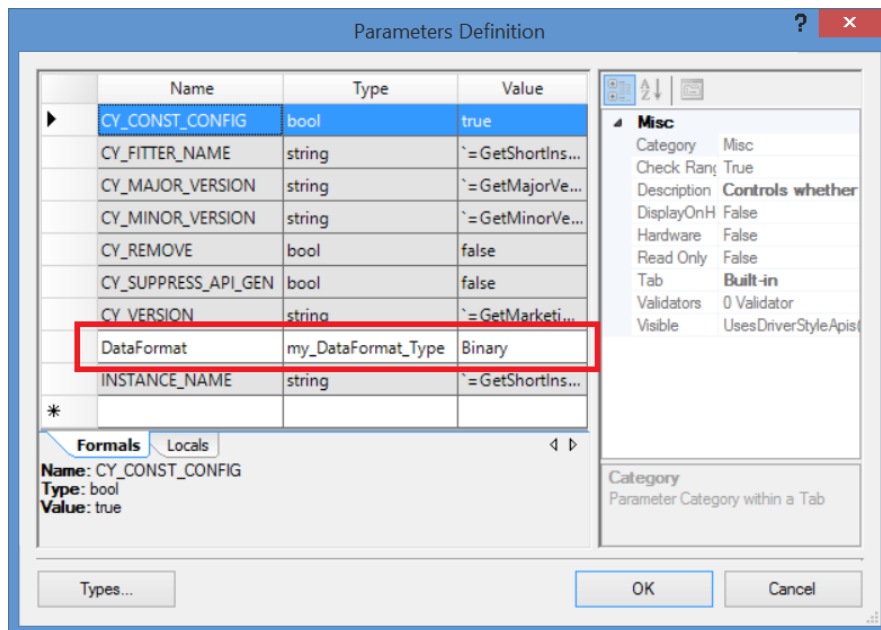 Parameters Definition
Name Type Value
CY_CONST_CONFIG bool true
CY_FITTER_NAME string `=GetShortIns...
CY_MAJOR_VERSION string `=GetMajorVe...
CY_MINOR_VERSION string `=GetMinorVe...
CY_REMOVE bool false
CY_SUPPRESS_API_GEN bool false
CY_VERSION string `=GetMarketi...
DataFormat my_DataFormat_Type Binary
INSTANCE_NAME string `=GetShortIns...
Formals Locals
Name: CY_CONST_CONFIG
Type: bool
Value: true
Misc
Category Misc
Check Rang True
Description Controls whether
DisplayOnH False
Hardware False
Read Only False
Tab Built-in
Validators 0 Validator
Visible UsesDriverStyleApis(
Category
Parameter Category within a Tab
Types... OK Cancel